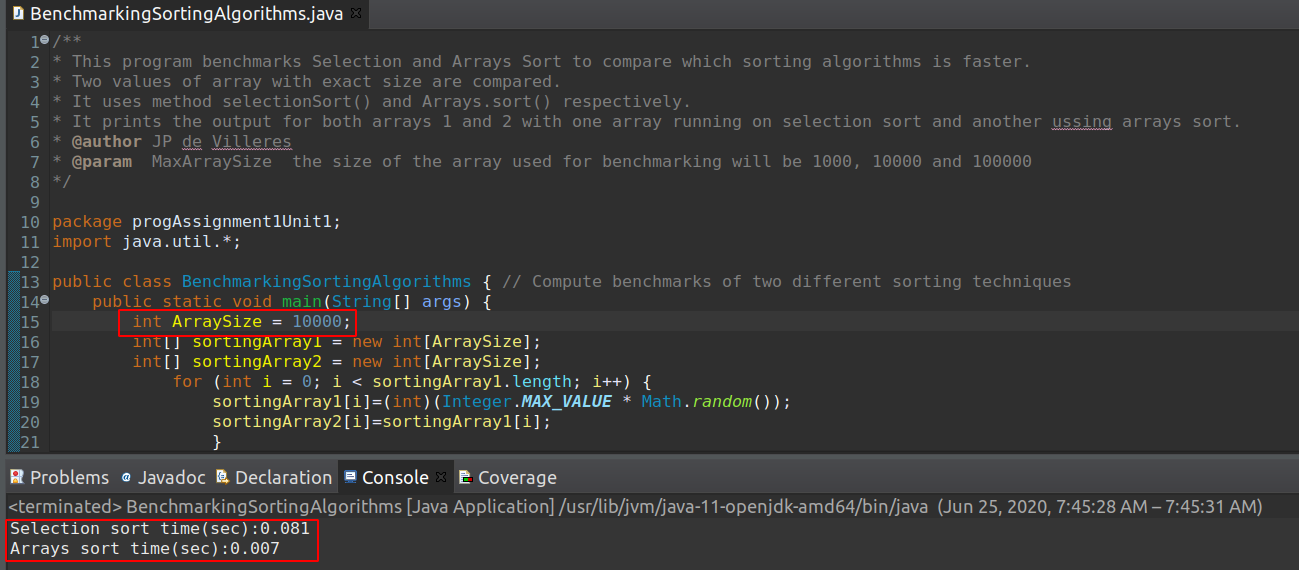 BenchmarkingSortingAlgorithms.java
1 /**
2 * This program benchmarks Selection and Arrays Sort to compare which sorting algorithms is faster.
3 * Two values of array with exact size are compared.
4 * It uses method selectionSort() and Arrays.sort() respectively.
5 * It prints the output for both arrays 1 and 2 with one array running on selection sort and another ussing arrays sort.
6 * @author JP de Villeres
7 * @param  MaxArraySize  the size of the array used for benchmarking will be 1000, 10000 and 100000
8 */
9
10 package progAssignment1Unit1;
11 import java.util.*;
12
13 public class BenchmarkingSortingAlgorithms { // Compute benchmarks of two different sorting techniques
14     public static void main(String[] args) {
15         int ArraySize = 10000;
16         int[] sortingArray1 = new int[ArraySize];
17         int[] sortingArray2 = new int[ArraySize];
18             for (int i = 0; i < sortingArray1.length; i++) {
19                 sortingArray1[i]=(int)(Integer.MAX_VALUE * Math.random());
20                 sortingArray2[i]=sortingArray1[i];
21                 }
Problems @ Javadoc Declaration Console Coverage
<terminated> BenchmarkingSortingAlgorithms [Java Application] /usr/lib/jvm/java-11-openjdk-amd64/bin/java (Jun 25, 2020, 7:45:28 AM – 7:45:31 AM)
Selection sort time(sec):0.081
Arrays sort time(sec):0.007